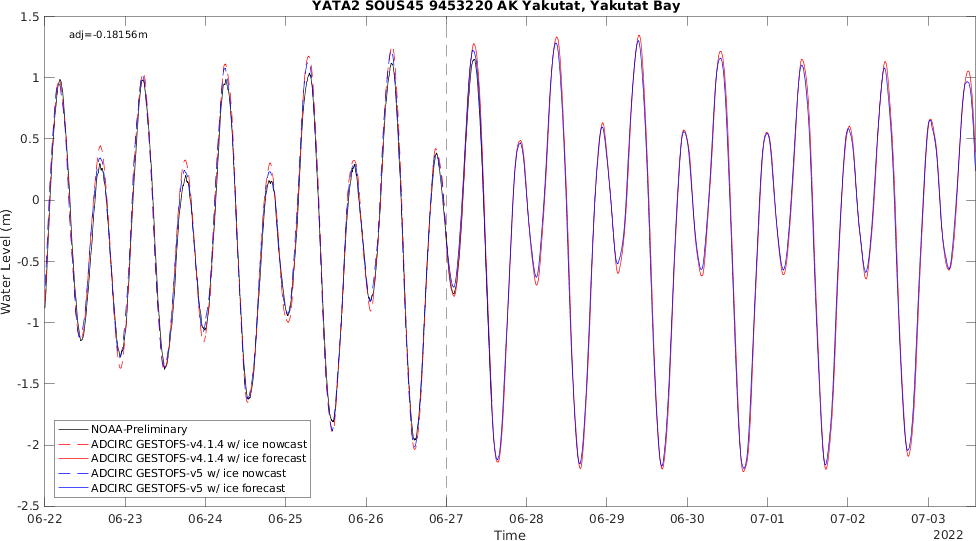 YATA2 SOUS45 9453220 AK Yakutat, Yakutat Bay
adj=-0.18156m
1.5
1
0.5
0
-0.5
-1
-1.5
-2
-2.5
Water Level (m)
NOAA-Preliminary
ADCIRC GESTOFS-v4.1.4 w/ ice nowcast
ADCIRC GESTOFS-v4.1.4 w/ ice forecast
ADCIRC GESTOFS-v5 w/ ice nowcast
ADCIRC GESTOFS-v5 w/ ice forecast
06-22 06-23 06-24 06-25 06-26 06-27 06-28 06-29 06-30 07-01 07-02 07-03
Time
2022